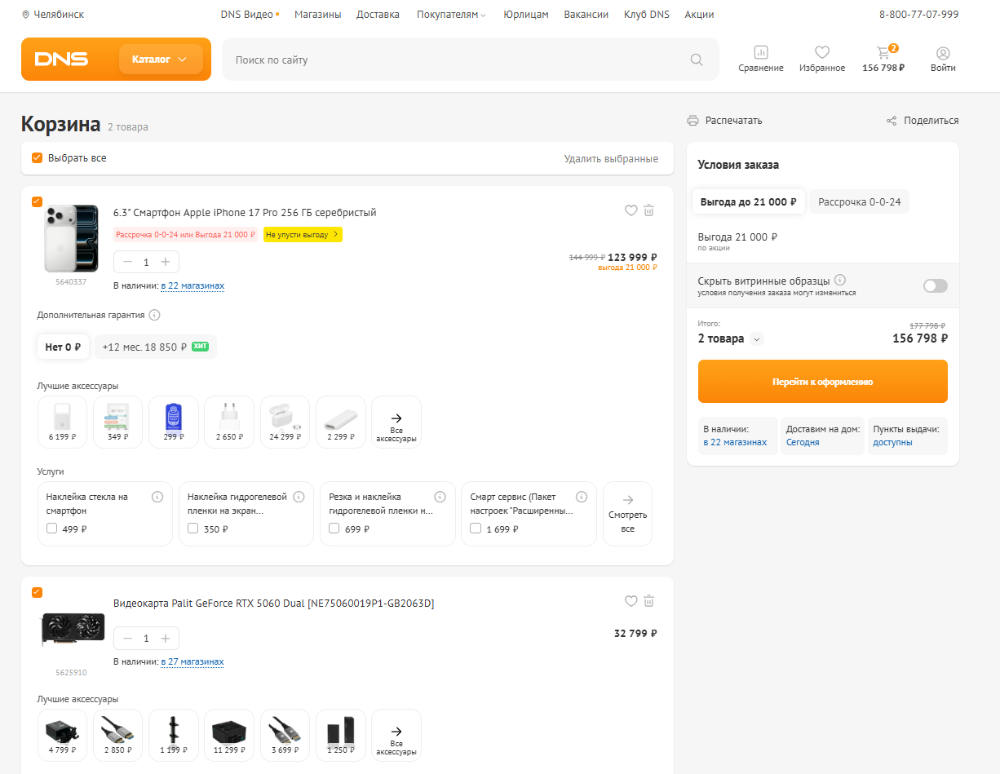 Челябинск
DNS Видео
Магазины
Доставка
Покупателям
Юрлицам
Вакансии
Клуб DNS
Акции
8-800-77-07-999
DNS
Каталог
Поиск по сайту
Сравнение
Избранное
2
156 798 ₽
Войти
Корзина
2 товара
Распечатать
Поделиться
Выбрать все
Удалить выбранные
6.3" Смартфон Apple iPhone 17 Pro 256 ГБ серебристый
Рассрочка 0-0-24 или Выгода 21 000 ₽
Не упусти выгоду
1
144 999 ₽ 123 999 ₽
выгода 21 000 ₽
5640337
В наличии: в 22 магазинах
Дополнительная гарантия
Нет 0 ₽
+12 мес. 18 850 ₽
ХИТ
Лучшие аксессуары
6 199 ₽
349 ₽
299 ₽
2 650 ₽
24 299 ₽
2 299 ₽
Все
аксессуары
Услуги
Наклейка стекла на
смартфон
499 ₽
Наклейка гидрогелевой
пленки на экран...
350 ₽
Резка и наклейка
гидрогелевой пленки н...
699 ₽
Смарт сервис (Пакет
настроек "Расширенны...
1 699 ₽
Смотреть
все
Видеокарта Palit GeForce RTX 5060 Dual [NE75060019P1-GB2063D]
1
32 799 ₽
В наличии: в 27 магазинах
5625910
Лучшие аксессуары
4 799 ₽
2 850 ₽
1 199 ₽
11 299 ₽
3 699 ₽
1 250 ₽
Все
аксессуары
Условия заказа
Выгода до 21 000 ₽
Рассрочка 0-0-24
Выгода 21 000 ₽
по акции
Скрыть витринные образцы
условия получения заказа могут измениться
Итого:
177 798 ₽
2 товара
156 798 ₽
Перейти к оформлению
В наличии:
в 22 магазинах
Доставим на дом:
Сегодня
Пункты выдачи:
доступны